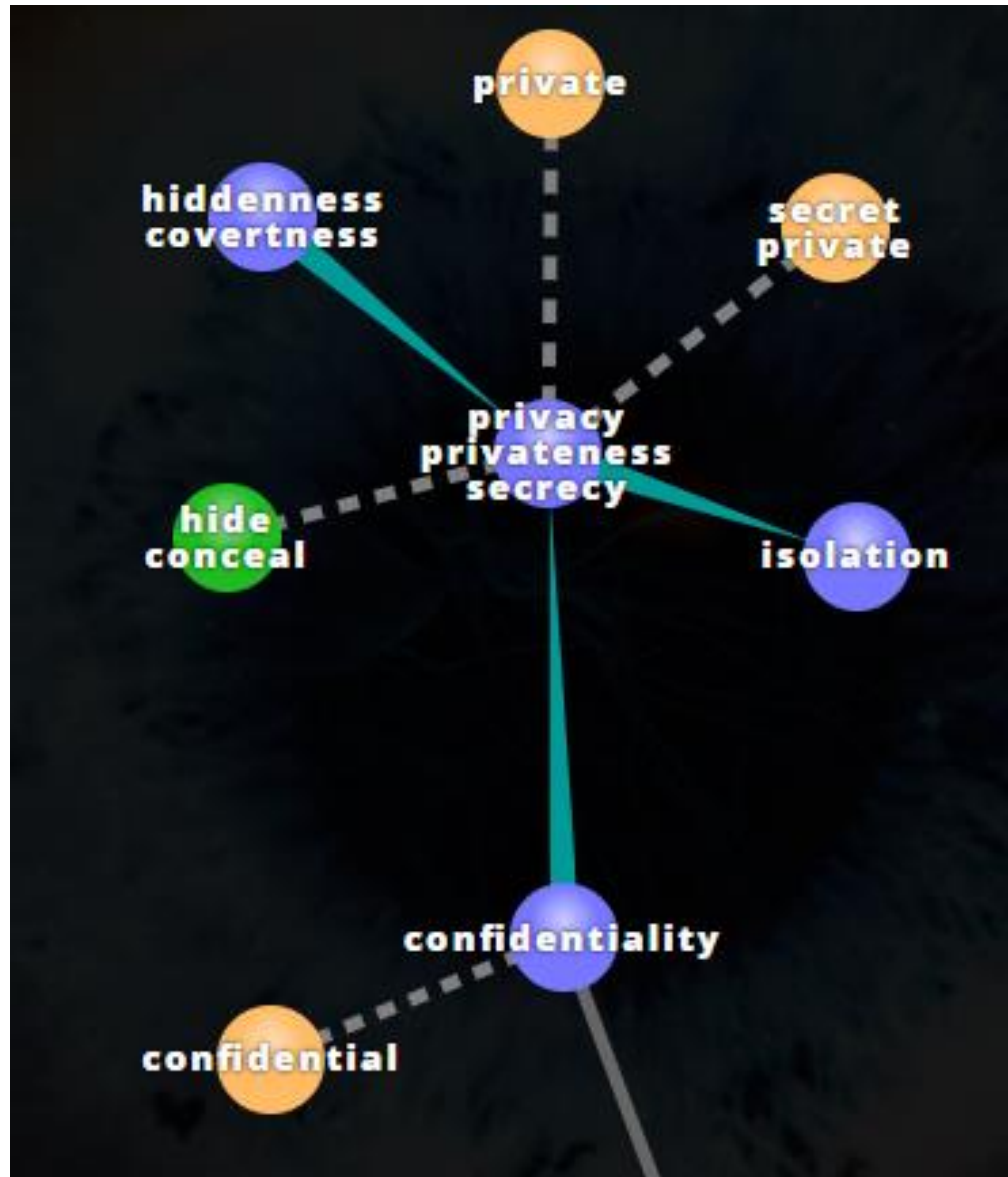 private
hiddenness
covertness
secret
private
privacy
privateness
secrecy
hide
conceal
isolation
confidentiality
confidential